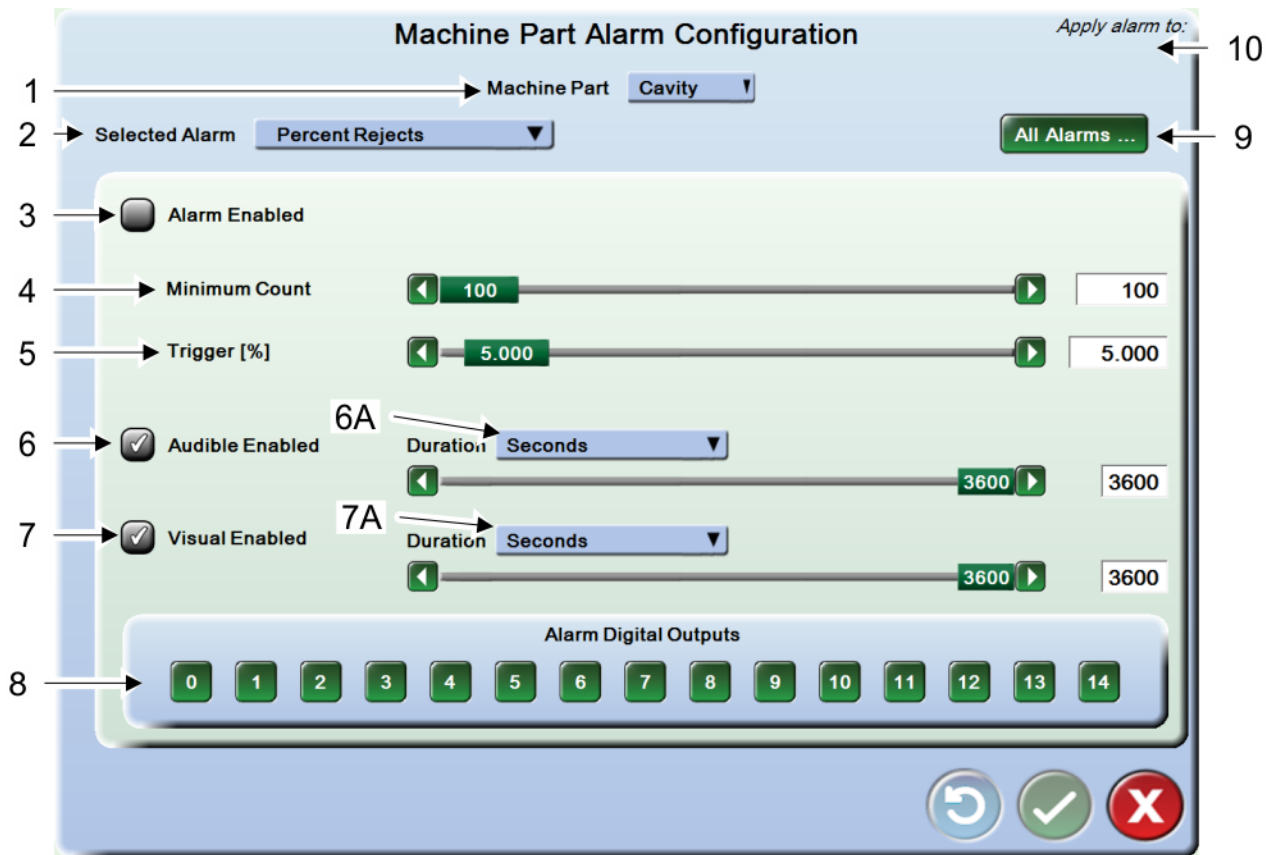 Machine Part Alarm Configuration
Apply alarm to:
10
1
Machine Part Cavity
2
Selected Alarm Percent Rejects
All Alarms ...
9
3
Alarm Enabled
4
Minimum Count 100 100
5
Trigger [%] 5.000 5.000
6A
6
Audible Enabled Duration Seconds
3600 3600
7A
7
Visual Enabled Duration Seconds
3600 3600
Alarm Digital Outputs
8
0 1 2 3 4 5 6 7 8 9 10 11 12 13 14